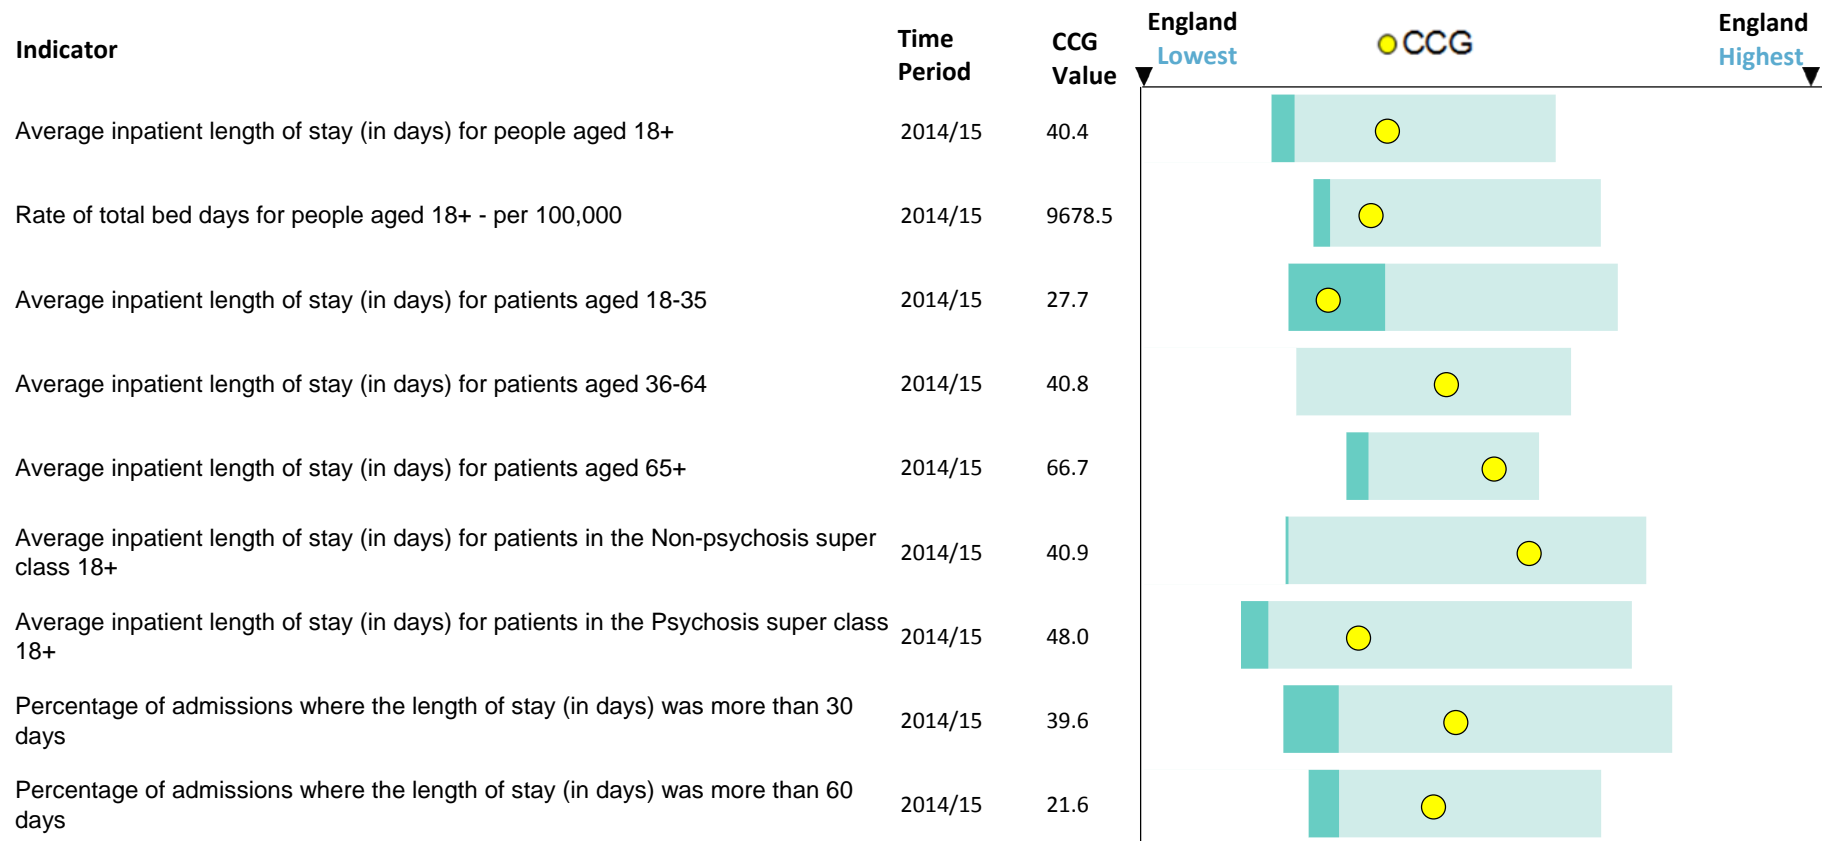 Indicator
Time
Period
CCG
Value
England
Lowest
CCG
England
Highest
Average inpatient length of stay (in days) for people aged 18+ 2014/15 40.4
Rate of total bed days for people aged 18+ - per 100,000 2014/15 9678.5
Average inpatient length of stay (in days) for patients aged 18-35 2014/15 27.7
Average inpatient length of stay (in days) for patients aged 36-64 2014/15 40.8
Average inpatient length of stay (in days) for patients aged 65+ 2014/15 66.7
Average inpatient length of stay (in days) for patients in the Non-psychosis super
class 18+
2014/15 40.9
Average inpatient length of stay (in days) for patients in the Psychosis super class
18+
2014/15 48.0
Percentage of admissions where the length of stay (in days) was more than 30
days
2014/15 39.6
Percentage of admissions where the length of stay (in days) was more than 60
days
2014/15 21.6